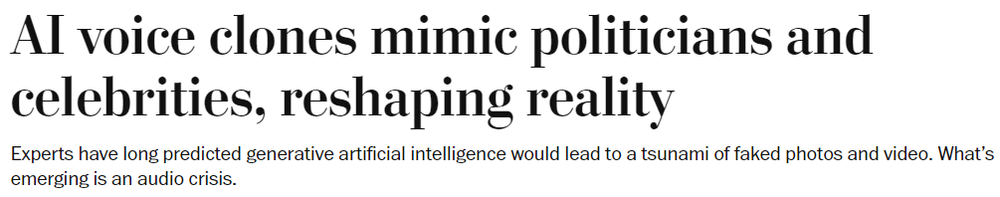 AI voice clones mimic politicians and
celebrities, reshaping reality
Experts have long predicted generative artificial intelligence would lead to a tsunami of faked photos and video. What’s
emerging is an audio crisis.